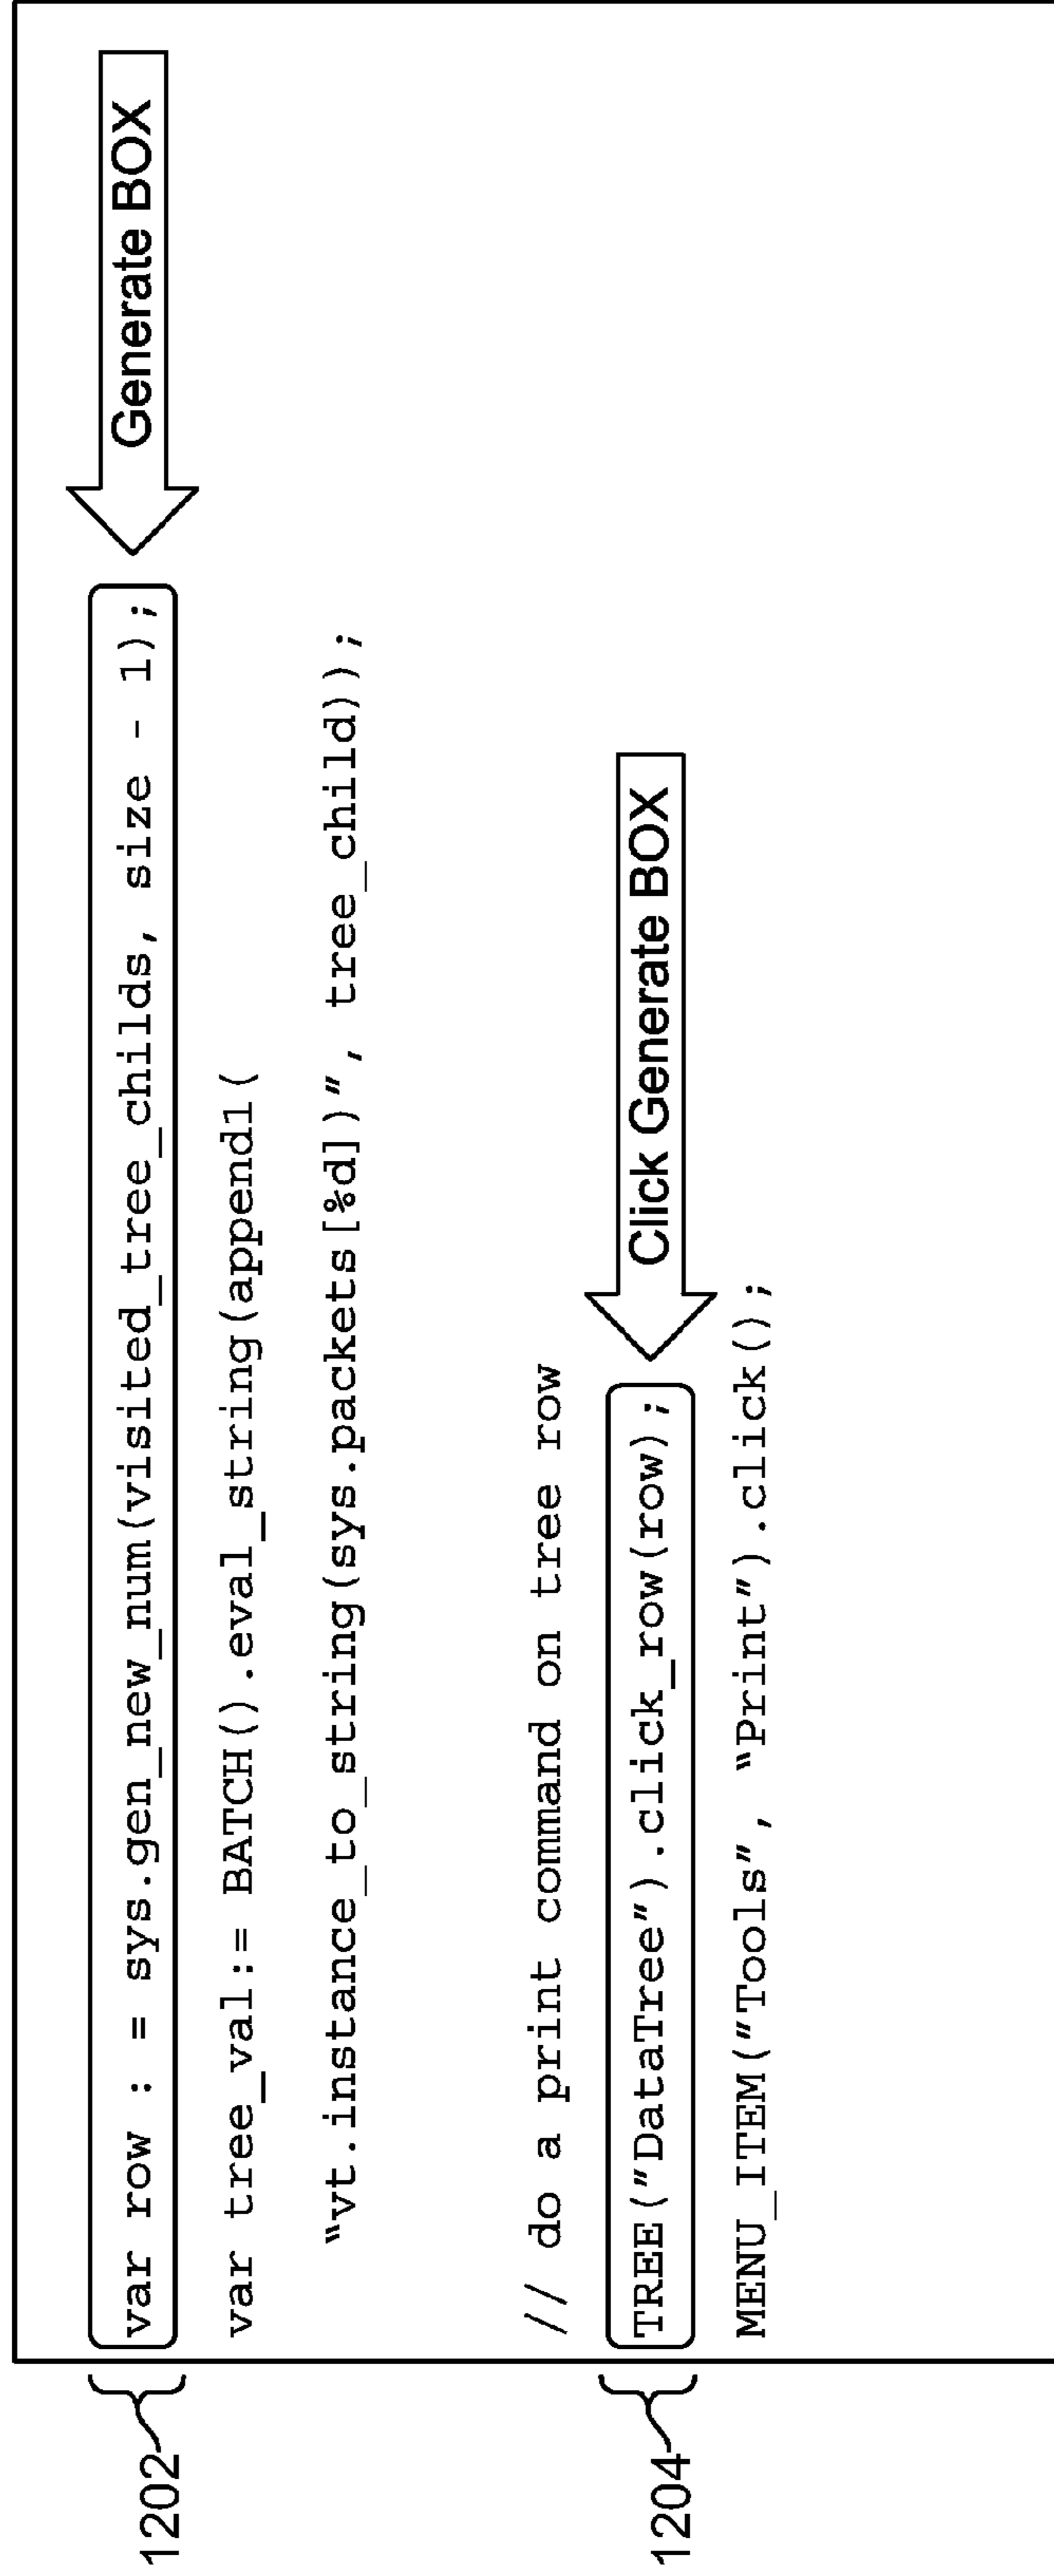 1202 var row : = sys.gen_new_num(visited_tree_childs, size - 1); Generate BOX
var tree_val:= BATCH().eval_string(append1(
“vt.instance_to_string(sys.packets[%d])”, tree_child));
// do a print command on tree row
1204 TREE(”DataTree”).click_row(row); Click Generate BOX
MENU_ITEM(”Tools”, “Print”).click();